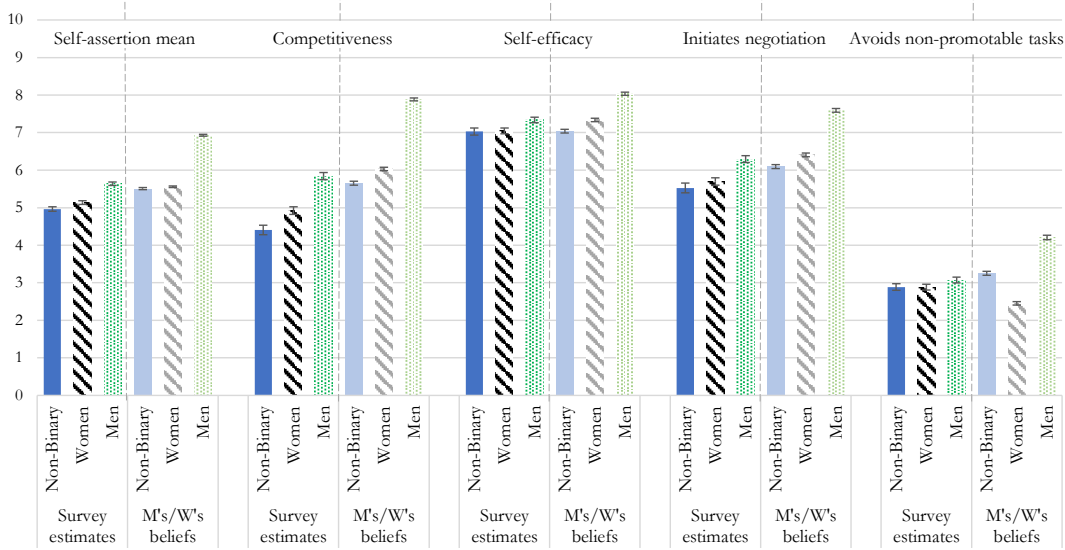 10
9
8
7
6
5
4
3
2
1
0
Self-assertion mean
Competitiveness
Self-efficacy
Initiates negotiation
Avoids non-promotable tasks
Non-Binary
Women
Men
Non-Binary
Women
Men
Non-Binary
Women
Men
Non-Binary
Women
Men
Non-Binary
Women
Men
Non-Binary
Women
Men
Non-Binary
Women
Men
Non-Binary
Women
Men
Non-Binary
Women
Men
Non-Binary
Women
Men
Survey
estimates
M's/W's
beliefs
Survey
estimates
M's/W's
beliefs
Survey
estimates
M's/W's
beliefs
Survey
estimates
M's/W's
beliefs
Survey
estimates
M's/W's
beliefs